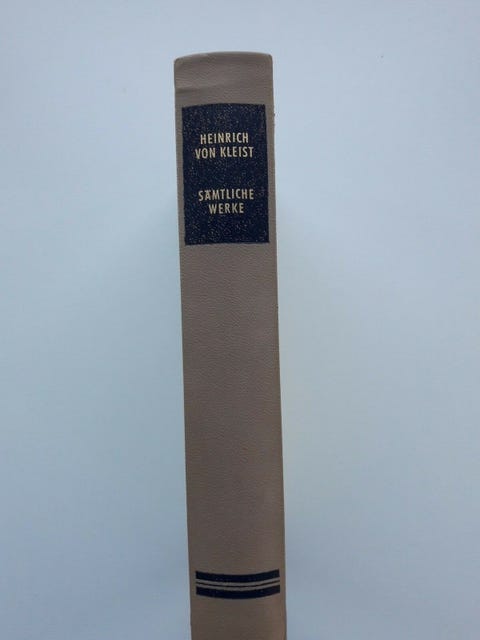 HEINRICH
VON KLEIST
SÄMTLICHE
WERKE